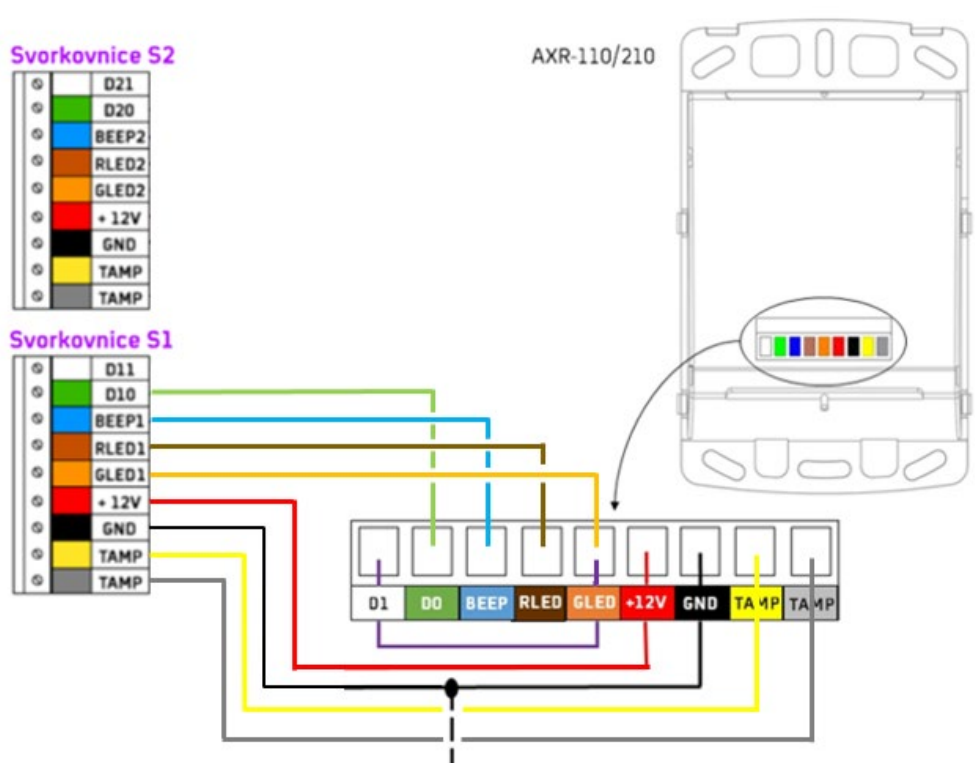 Svorkovnice S2
D21
D20
BEEP2
RLED2
GLED2
+ 12V
GND
TAMP
TAMP
AXR-110/210
Svorkovnice S1
D11
D10
BEEP1
RLED1
GLED1
+ 12V
GND
TAMP
TAMP
D1 D0 BEEP RLED GLED +12V GND TAMP TAMP